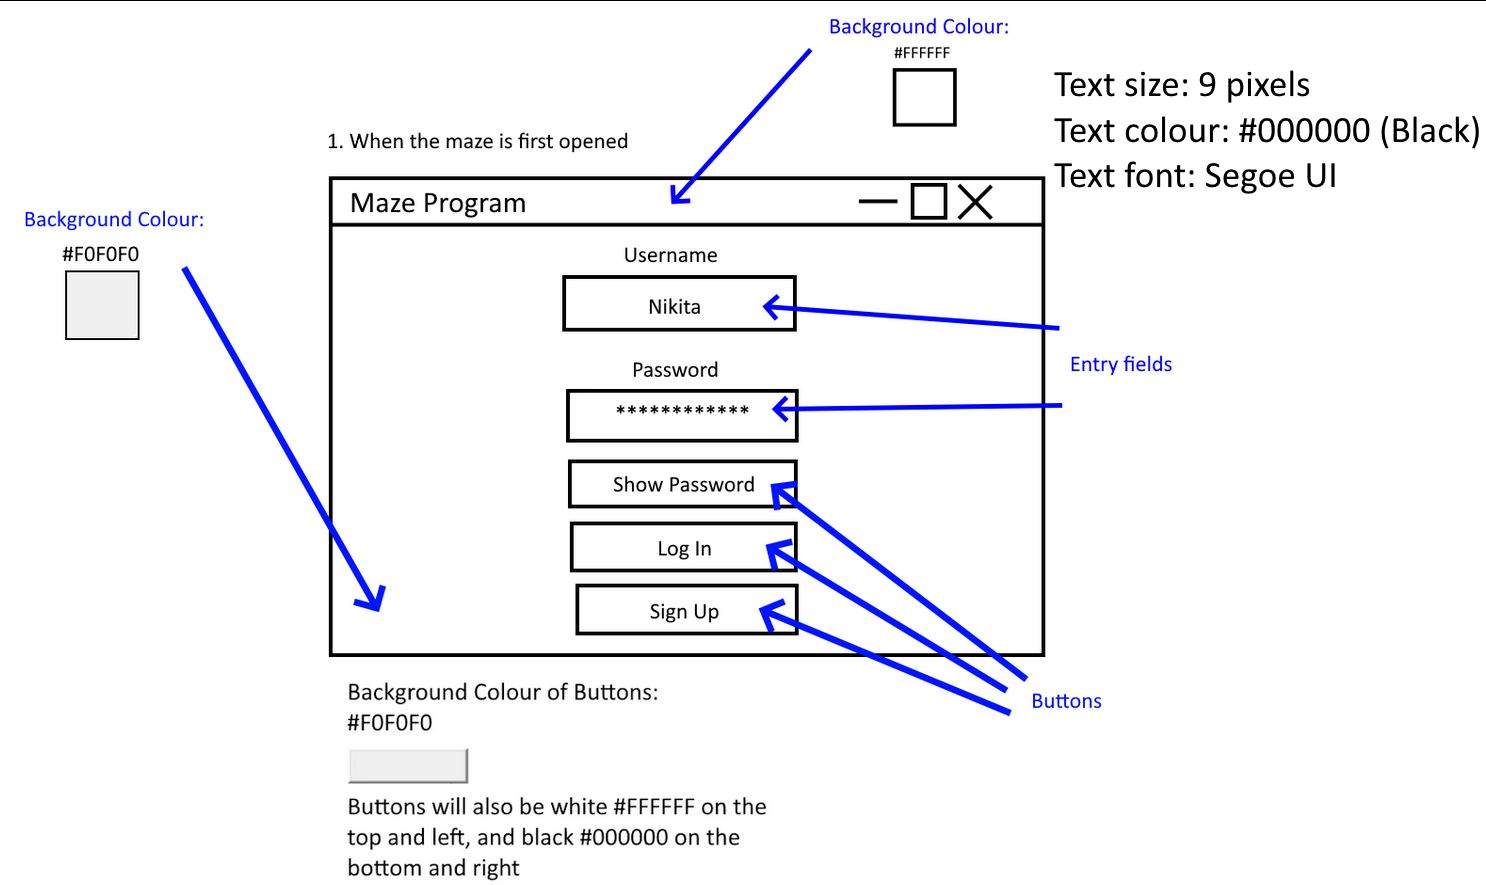 Background Colour:
#FFFFFF
Text size: 9 pixels
Text colour: #000000 (Black)
Text font: Segoe UI
1. When the maze is first opened
Maze Program
Background Colour:
#F0F0F0
Username
Nikita
Entry fields
Password
************
Show Password
Log In
Sign Up
Buttons
Background Colour of Buttons:
#F0F0F0
Buttons will also be white #FFFFFF on the
top and left, and black #000000 on the
bottom and right